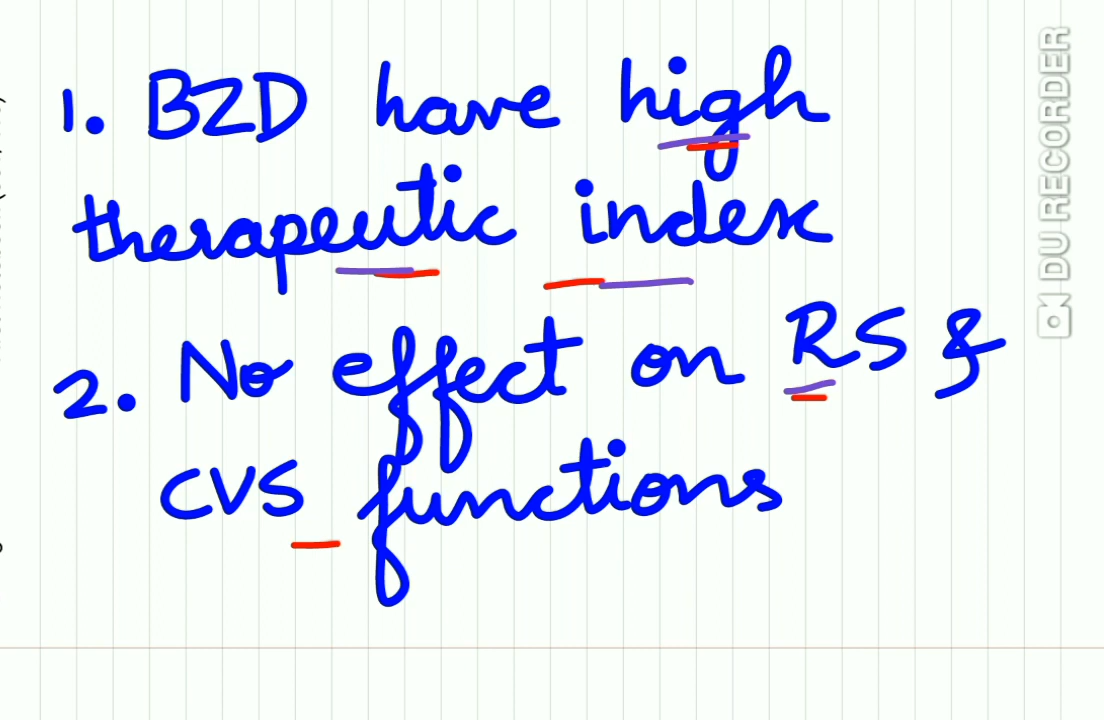 1. BZD have high
therapeutic index
2. No effect on RS &
CVS functions
DU RECORDER